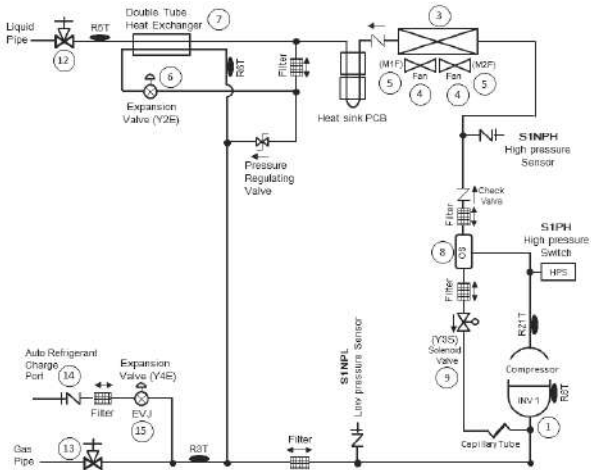 Double Tube
Heat Exchanger
7
3
Liquid
Pipe
R5T
12
Filter
R6T
6
Expansion
Valve (Y2E)
Heat sink PCB
(M1F)
(M2F)
5
Fan
4
Fan
4
5
S1NPH
High pressure
Sensor
Pressure
Regulating
Valve
Check
Valve
Filter
S1PH
High pressure
Switch
8
OS
HPS
Filter
R21T
(Y3S)
Solenoid
Valve
9
S1NPL
Low pressure Sensor
Compressor
INV 1
R8T
1
Capillary Tube
Auto Refrigerant
Charge
Port
14
Expansion
Valve (Y4E)
Filter
EVJ
15
Gas
Pipe
13
R3T
Filter